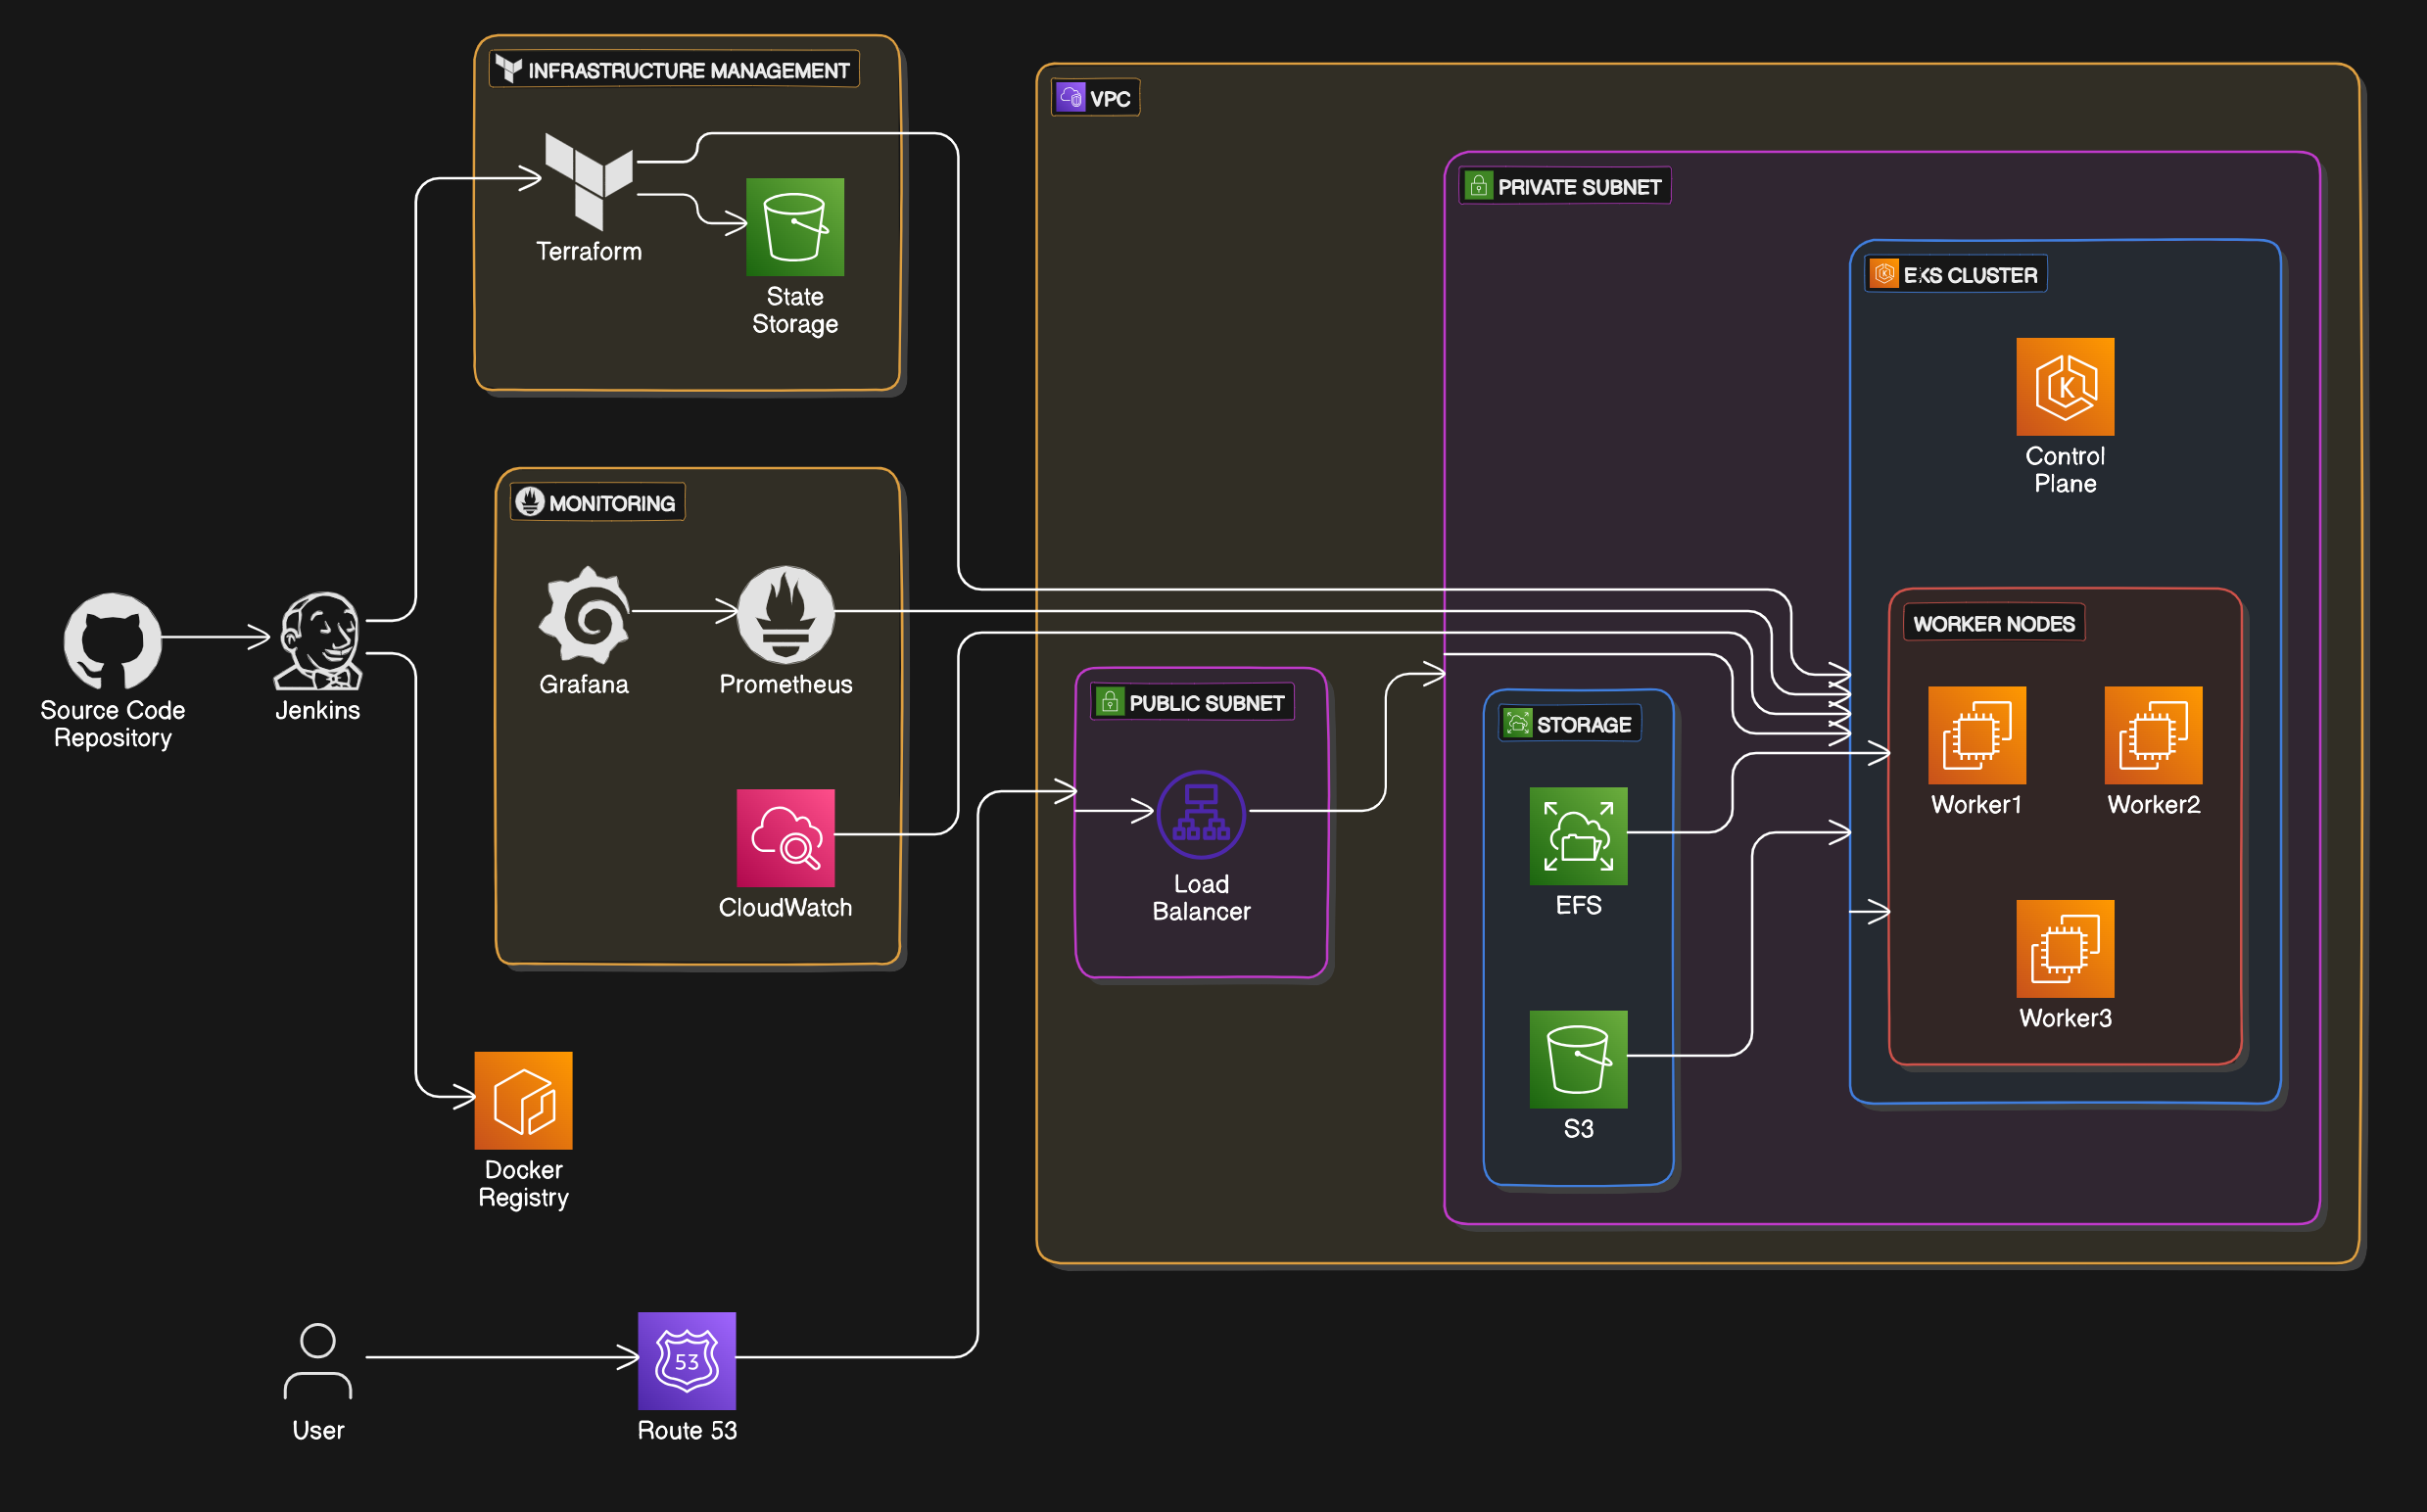 INFRASTRUCTURE MANAGEMENT
Terraform
State
Storage
VPC
PRIVATE SUBNET
EKS CLUSTER
K
Control
Plane
MONITORING
Grafana
Prometheus
CloudWatch
Source Code
Repository
Jenkins
PUBLIC SUBNET
Load
Balancer
STORAGE
EFS
S3
WORKER NODES
Worker1
Worker2
Worker3
Docker
Registry
User
53
Route 53